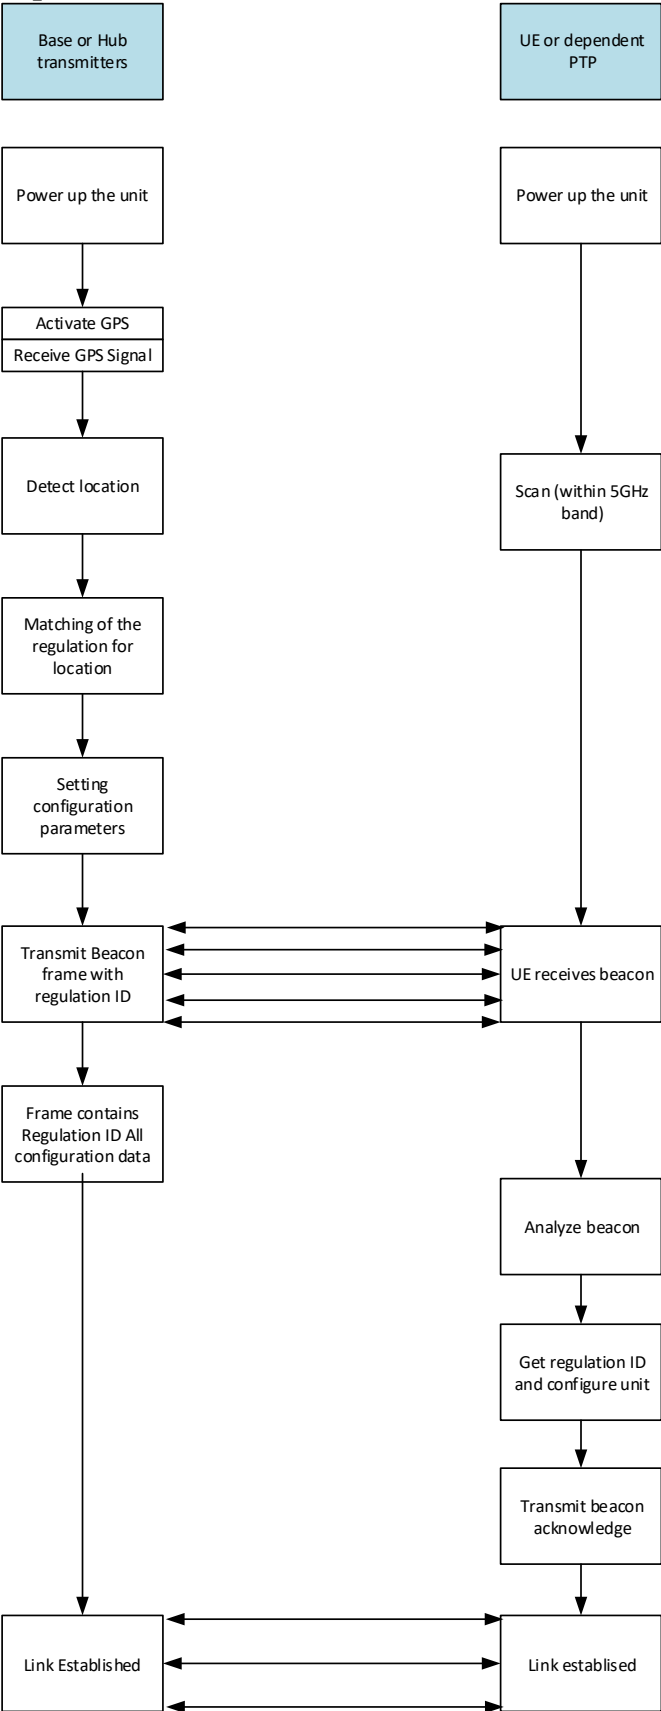 Base or Hub
transmitters
UE or dependent
PTP
Power up the unit
Power up the unit
Activate GPS
Receive GPS Signal
Detect location
Scan (within 5GHz
band)
Matching of the
regulation for
location
Setting
configuration
parameters
Transmit Beacon
frame with
regulation ID
UE receives beacon
Frame contains
Regulation ID All
configuration data
Analyze beacon
Get regulation ID
and configure unit
Transmit beacon
acknowledge
Link Established
Link establised